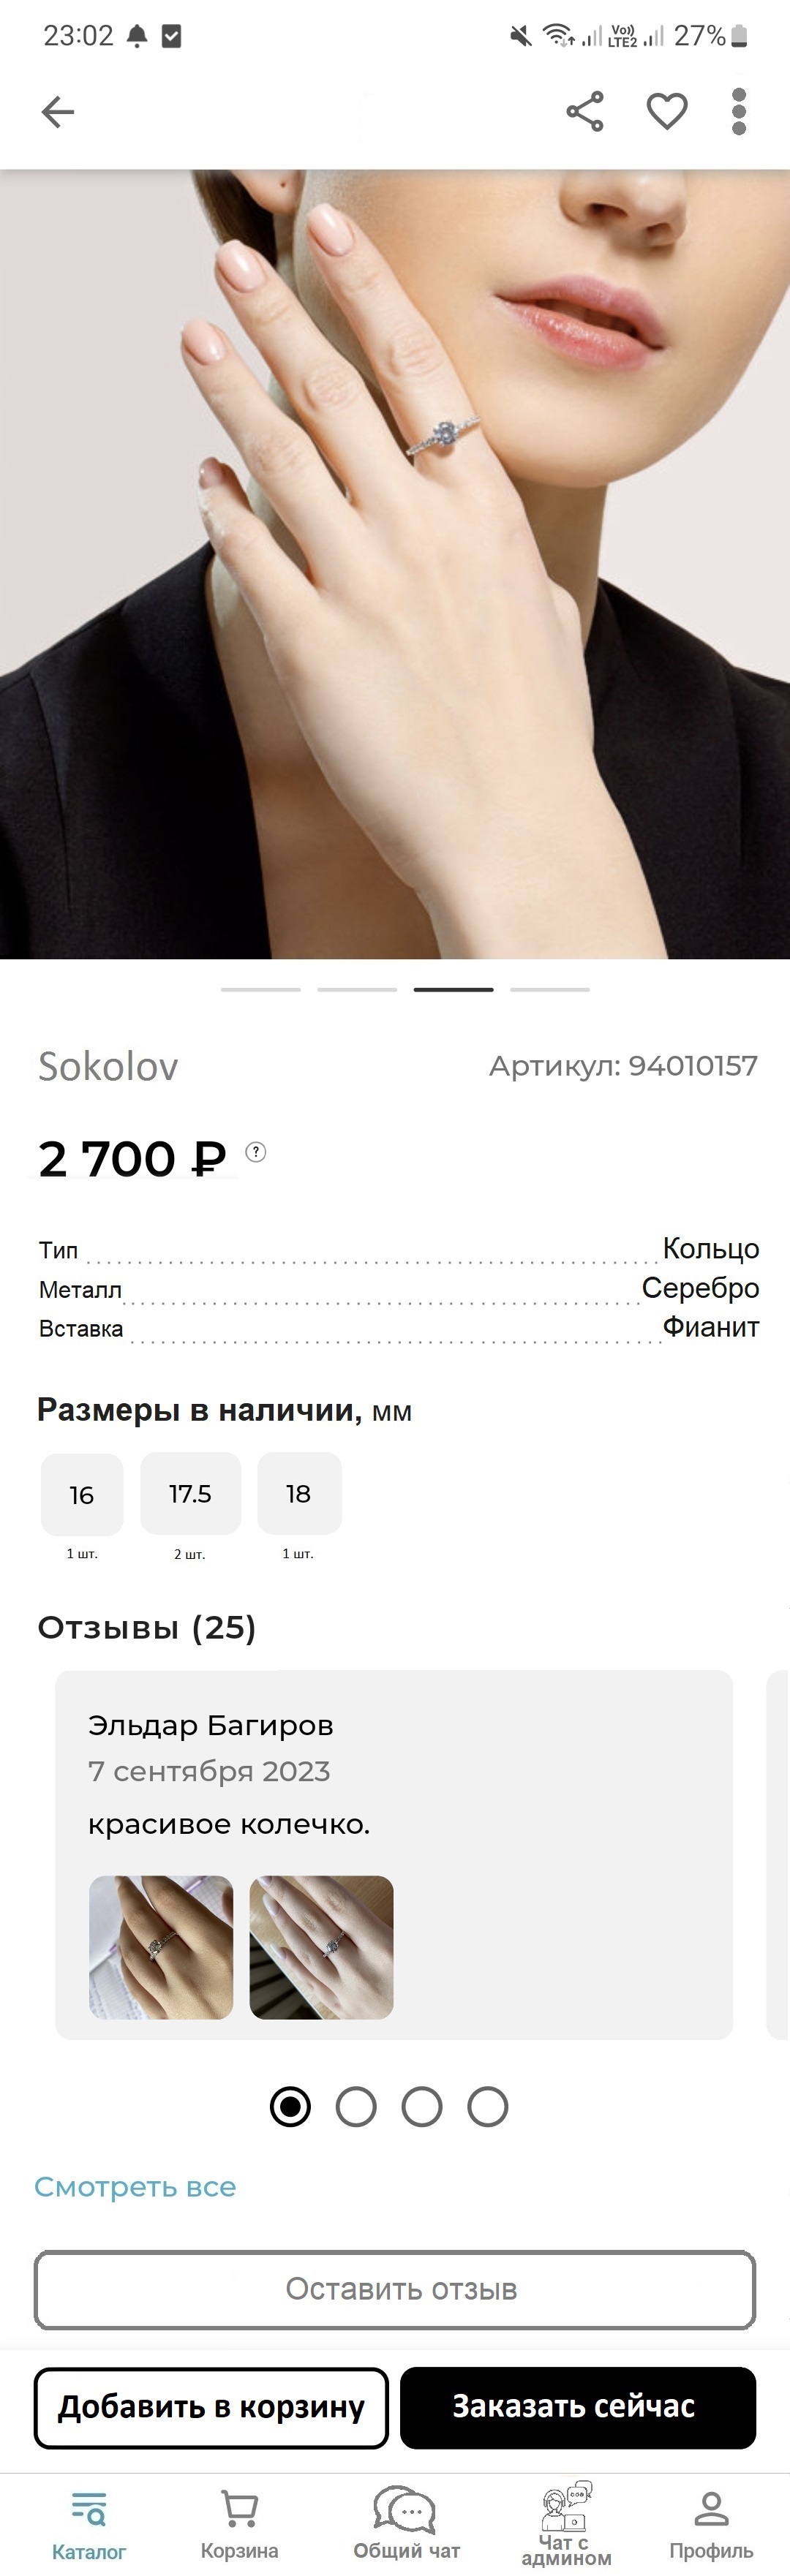 23:02
Vo)) LTE2 27%
Sokolov
Артикул: 94010157
2 700 ₽ ?
Тип Кольцо
Металл Серебро
Вставка Фианит
Размеры в наличии, мм
16 17.5 18
1 шт. 2 шт. 1 шт.
Отзывы (25)
Эльдар Багиров
7 сентября 2023
красивое колечко.
Смотреть все
Оставить отзыв
Добавить в корзину Заказать сейчас
Каталог Корзина Общий чат Чат с админом Профиль